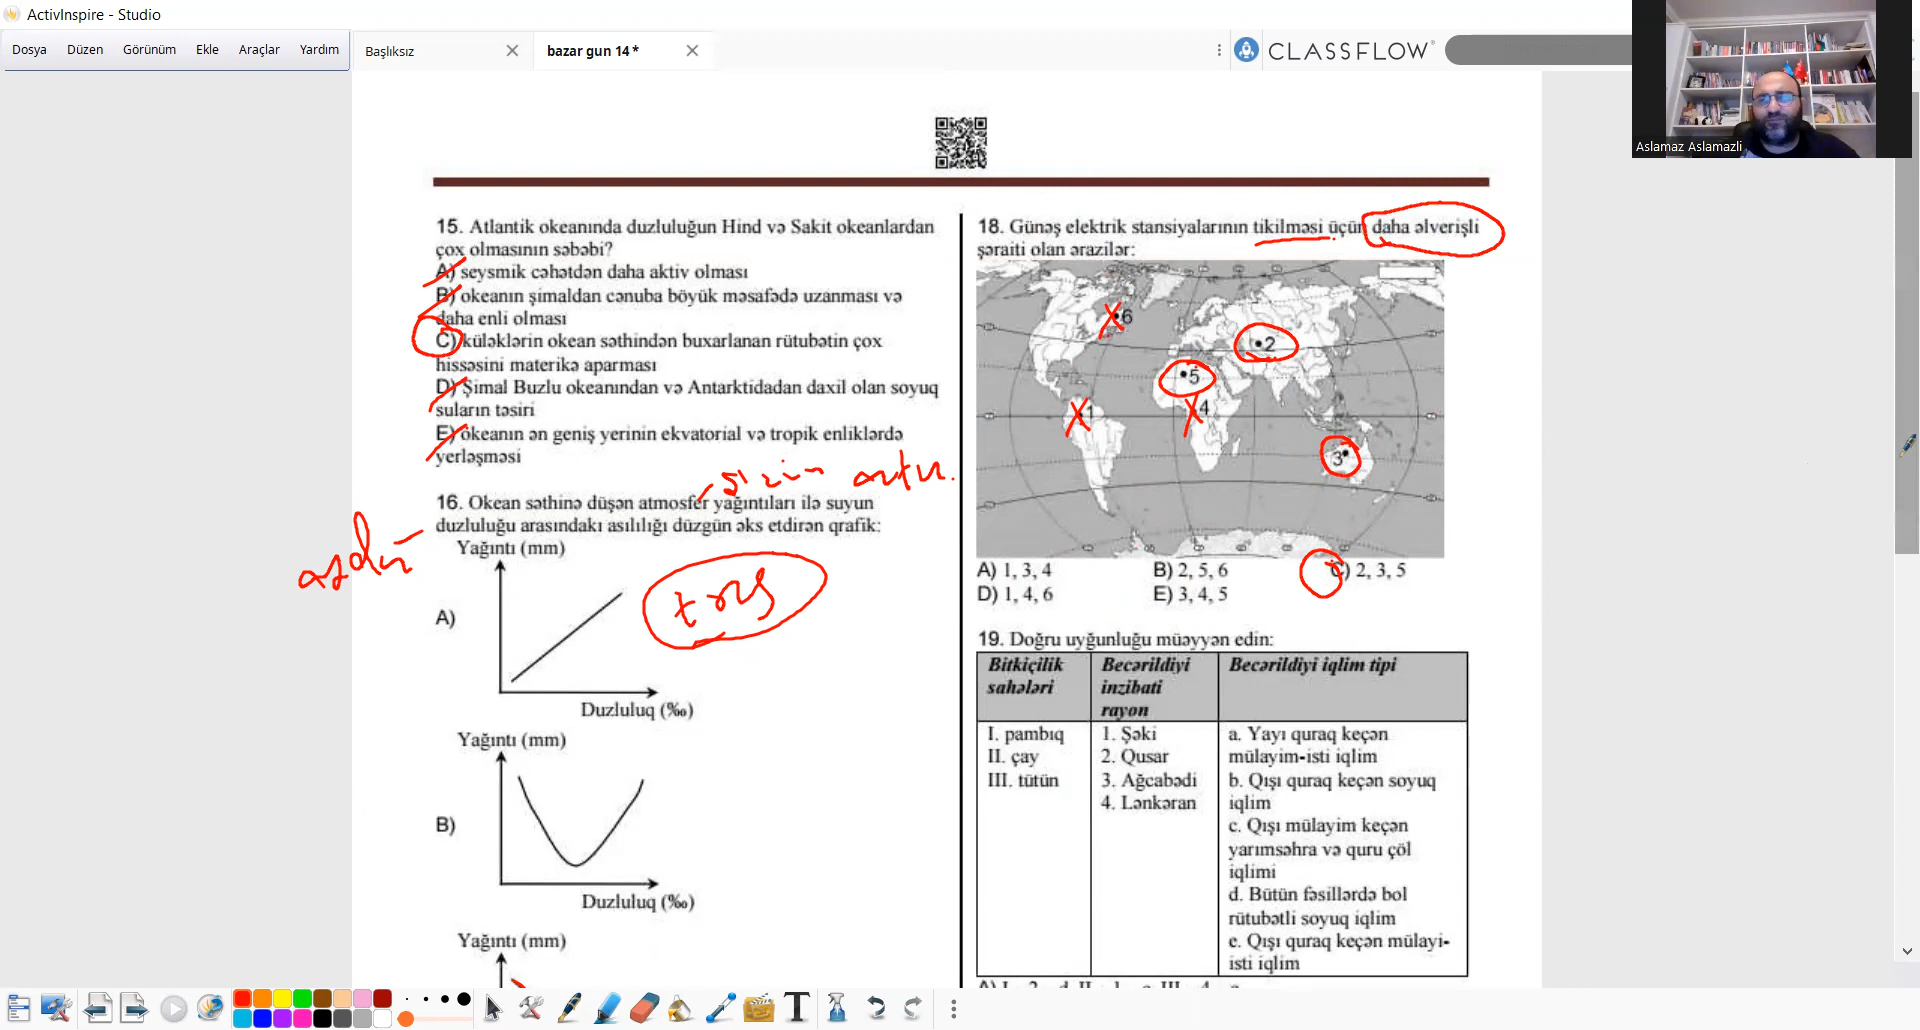 ActivInspire - Studio
Dosya Düzen Görünüm Ekle Araçlar Yardım
Başlıksız
bazar gun 14 *
CLASSFLOW
Aslamaz Aslamazli
15. Atlantik okeanında duzluluğun Hind və Sakit okeanlardan
çox olmasının səbəbi?
A) seysmik cəhətdən daha aktiv olması
B) okeanın şimaldan cənuba böyük məsafədə uzanması və
daha enli olması
C) küləklərin okean səthindən buxarlanan rütubətin çox
hissəsini materikə aparması
D) Şimal Buzlu okeanından və Antarktidadan daxil olan soyuq
suların təsiri
E) okeanın ən geniş yerinin ekvatorial və tropik enliklərdə
yerləşməsi
16. Okean səthinə düşən atmosfer yağıntıları ilə suyun
duzluluğu arasındakı asılılığı düzgün əks etdirən qrafik:
Yağıntı (mm)
A)
Duzluluq (‰)
Yağıntı (mm)
B)
Duzluluq (‰)
Yağıntı (mm)
tərs
18. Günəş elektrik stansiyalarının tikilməsi üçün daha əlverişli
şəraiti olan ərazilər:
6
2
5
1
4
3
A) 1, 3, 4 B) 2, 5, 6 C) 2, 3, 5
D) 1, 4, 6 E) 3, 4, 5
19. Doğru uyğunluğu müəyyən edin:
Bitkiçilik
sahələri
Becərildiyi
inzibati
rayon
Becərildiyi iqlim tipi
I. pambıq
II. çay
III. tütün
1. Şəki
2. Qusar
3. Ağcabədi
4. Lənkəran
a. Yayı quraq keçən
mülayim-isti iqlim
b. Qışı quraq keçən soyuq
iqlim
c. Qışı mülayim keçən
yarımsəhra və quru çöl
iqlimi
d. Bütün fəsillərdə bol
rütubətli soyuq iqlim
e. Qışı quraq keçən mülayi-
isti iqlim